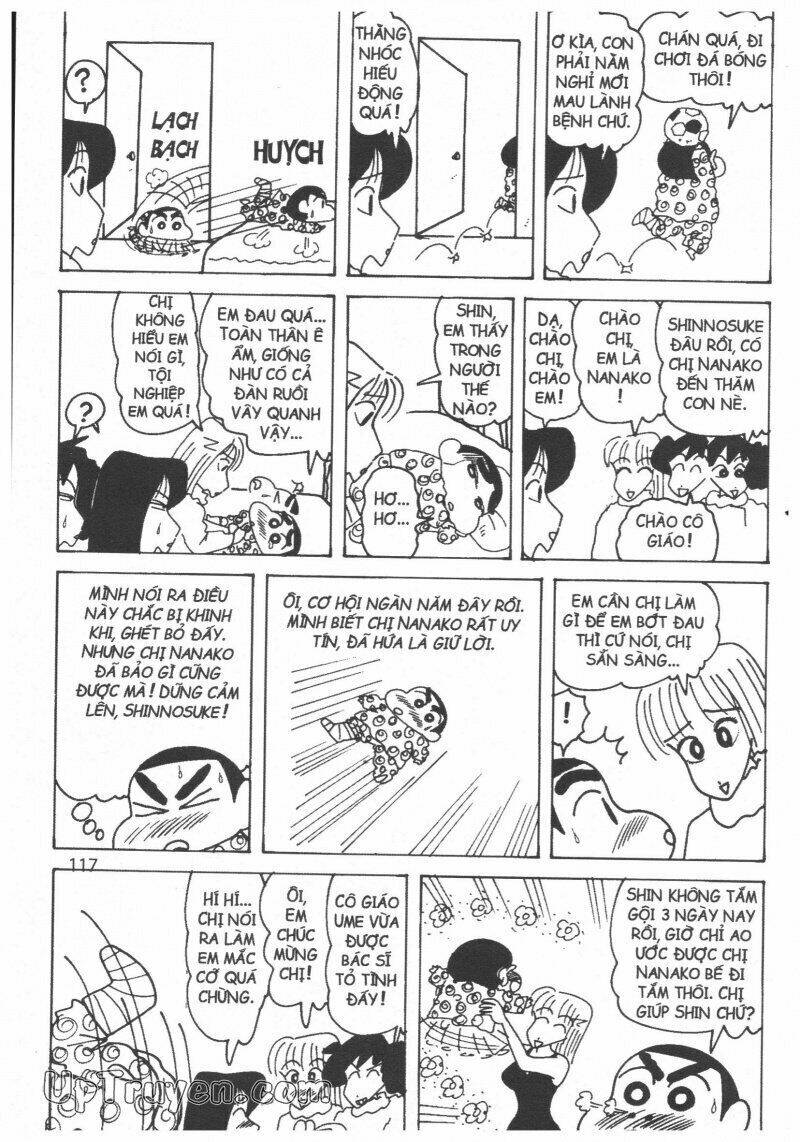 CHÁN QUÁ, ĐI
CHƠI ĐÁ BÓNG
THÔI!
Ơ KÌA, CON
PHẢI NẰM
NGHỈ MỚI
MAU LÀNH
BỆNH CHỨ.
THẰNG
NHÓC
HIẾU
ĐỘNG
QUÁ!
HUỴCH
LẠCH
BẠCH
?
SHINNOSUKE
ĐÂU RỒI, CÓ
CHỊ NANAKO
ĐẾN THĂM
CON NÈ.
CHÀO
CHỊ,
EM LÀ
NANAKO
!
CHÀO CÔ
GIÁO!
DẠ,
CHÀO
CHỊ,
CHÀO
EM!
SHIN,
EM THẤY
TRONG
NGƯỜI
THẾ
NÀO?
HƠ...
HƠ...
EM ĐAU QUÁ...
TOÀN THÂN Ê
ẨM, GIỐNG
NHƯ CÓ CẢ
ĐÀN RUỒI
VÂY QUANH
VẬY...
CHỊ
KHÔNG
HIỂU EM
NÓI GÌ,
TỘI
NGHIỆP
EM QUÁ!
?
EM CẦN CHỊ LÀM
GÌ ĐỂ EM BỚT ĐAU
THÌ CỨ NÓI, CHỊ
SẴN SÀNG...
!
ÔI, CƠ HỘI NGÀN NĂM ĐÂY RỒI.
MÌNH BIẾT CHỊ NANAKO RẤT UY
TÍN, ĐÃ HỨA LÀ GIỮ LỜI.
MÌNH NÓI RA ĐIỀU
NÀY CHẮC BỊ KHINH
KHI, GHÉT BỎ ĐẤY.
NHƯNG CHỊ NANAKO
ĐÃ BẢO GÌ CŨNG
ĐƯỢC MÀ! DŨNG CẢM
LÊN, SHINNOSUKE!
SHIN KHÔNG TẮM
GỘI 3 NGÀY NAY
RỒI, GIỜ CHỈ AO
ƯỚC ĐƯỢC CHỊ
NANAKO BẾ ĐI
TẮM THÔI. CHỊ
GIÚP SHIN CHỨ?
CÔ GIÁO
UME VỪA
ĐƯỢC
BÁC SĨ
TỎ TÌNH
ĐẤY!
ÔI,
EM
CHÚC
MỪNG
CHỊ!
HÍ HÍ...
CHỊ NÓI
RA LÀM
EM MẮC
CỠ QUÁ
CHỪNG.
117
UpTruyen.com